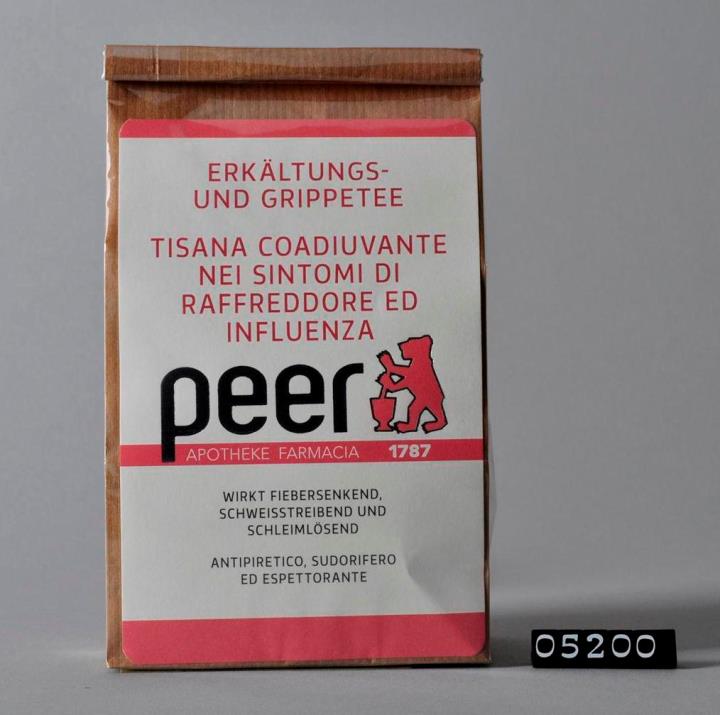 ERKÄLTUNGS-
UND GRIPPETEE
TISANA COADIUVANTE
NEI SINTOMI DI
RAFFREDDORE ED
INFLUENZA
peer
APOTHEKE FARMACIA 1787
WIRKT FIEBERSENKEND,
SCHWEISSTREIBEND UND
SCHLEIMLÖSEND
ANTIPIRETICO, SUDORIFERO
ED ESPETTORANTE
05200